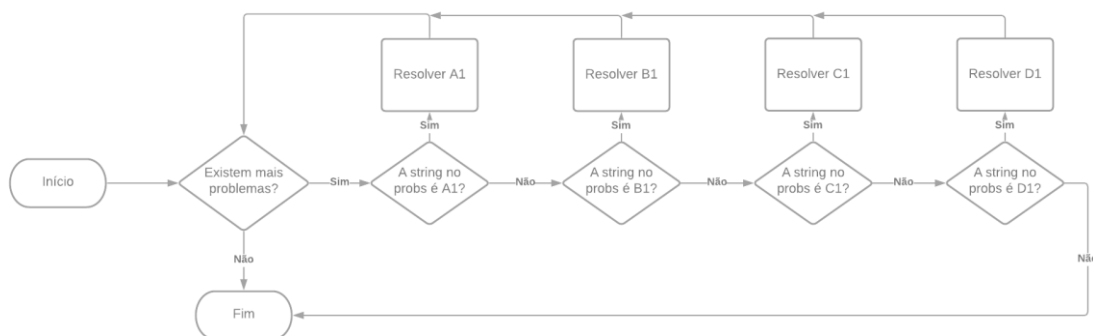 Resolver A1
Resolver B1
Resolver C1
Resolver D1
Sim
Sim
Sim
Sim
Início
Existem mais
problemas?
Sim
A string no
probs é A1?
Não
A string no
probs é B1?
Não
A string no
probs é C1?
Não
A string no
probs é D1?
Não
Não
Fim